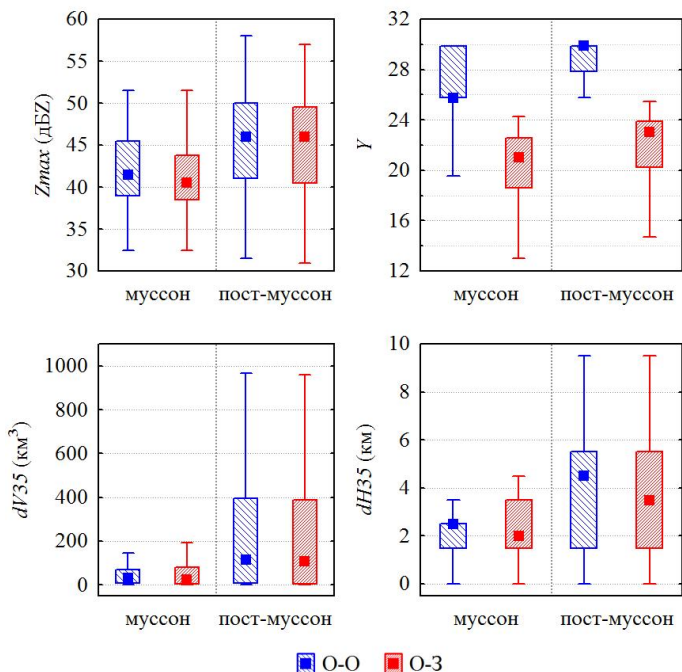 60
50
45
40
35
30
Zmax (дБZ)
муссон
пост-муссон
32
28
24
20
16
12
Y
муссон
пост-муссон
1000
800
600
400
200
0
dV35 (км³)
муссон
пост-муссон
10
8
6
4
2
0
dH35 (км)
муссон
пост-муссон
О-О
О-З